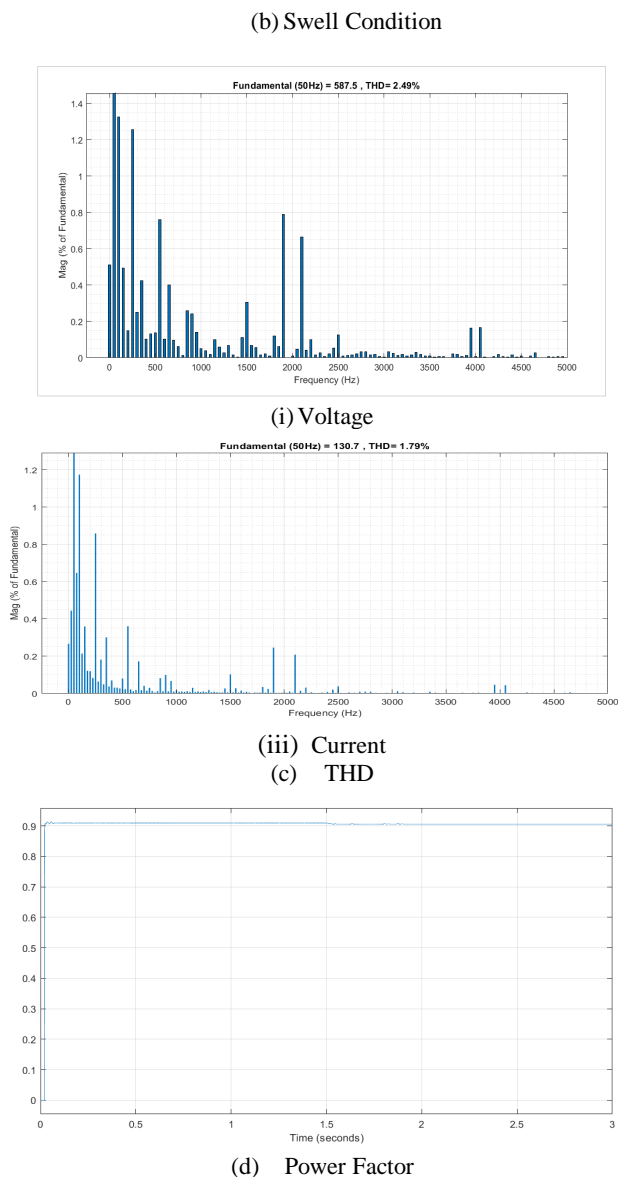 (b) Swell Condition
Fundamental (50Hz) = 587.5 , THD= 2.49%
1.4
1.2
1
0.8
0.6
0.4
0.2
0
Mag (% of Fundamental)
0 500 1000 1500 2000 2500 3000 3500 4000 4500 5000
Frequency (Hz)
(i) Voltage
Fundamental (50Hz) = 130.7 , THD= 1.79%
1.2
1
0.8
0.6
0.4
0.2
0
Mag (% of Fundamental)
0 500 1000 1500 2000 2500 3000 3500 4000 4500 5000
Frequency (Hz)
(iii) Current
(c) THD
0.9
0.8
0.7
0.6
0.5
0.4
0.3
0.2
0.1
0
0 0.5 1 1.5 2 2.5 3
Time (seconds)
(d) Power Factor